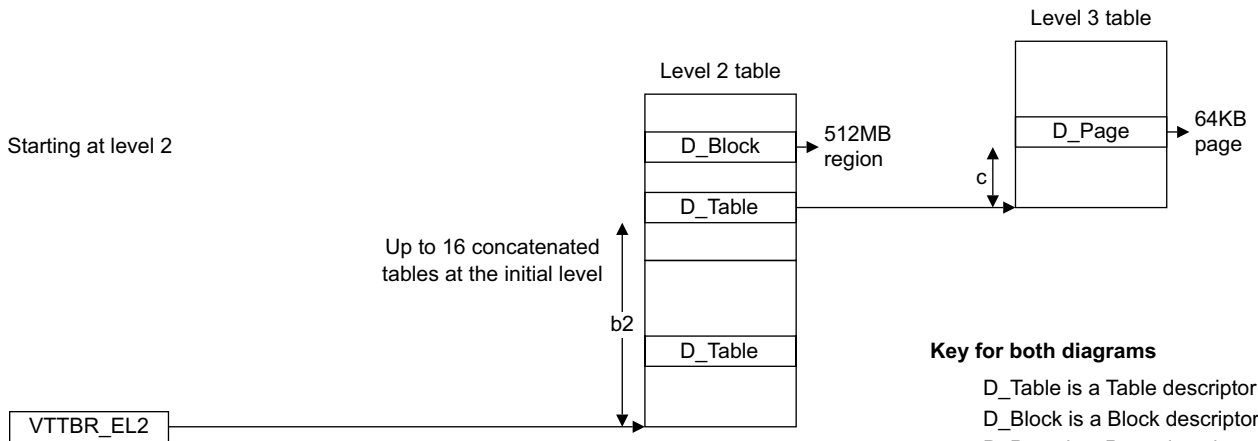 Level 3 table
Level 2 table
Starting at level 2
D_Block
512MB
region
D_Page
64KB
page
c
D_Table
Up to 16 concatenated
tables at the initial level
b2
D_Table
Key for both diagrams
D_Table is a Table descriptor
D_Block is a Block descriptor
VTTBR_EL2